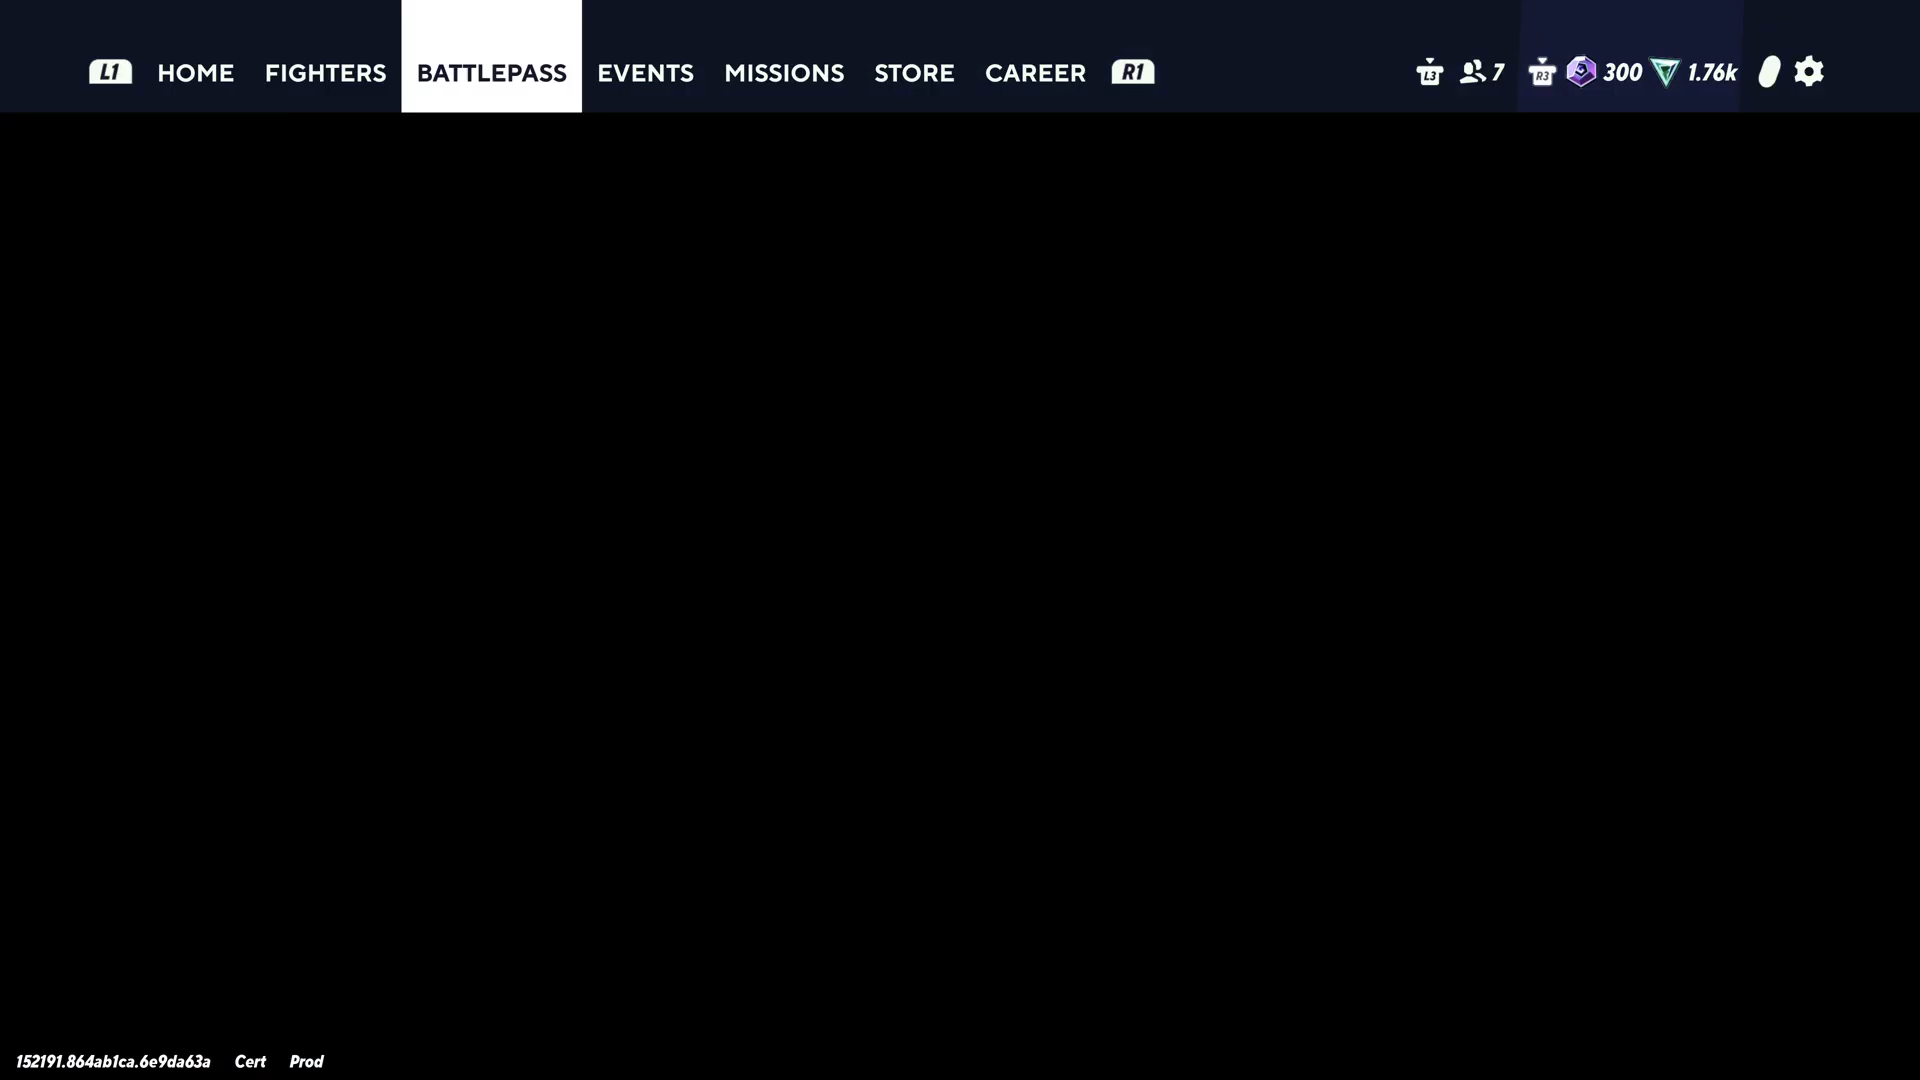 L1 HOME FIGHTERS BATTLEPASS EVENTS MISSIONS STORE CAREER R1 L3 7 R3 300 1.76k
152191.864ab1ca.6e9da63a Cert Prod